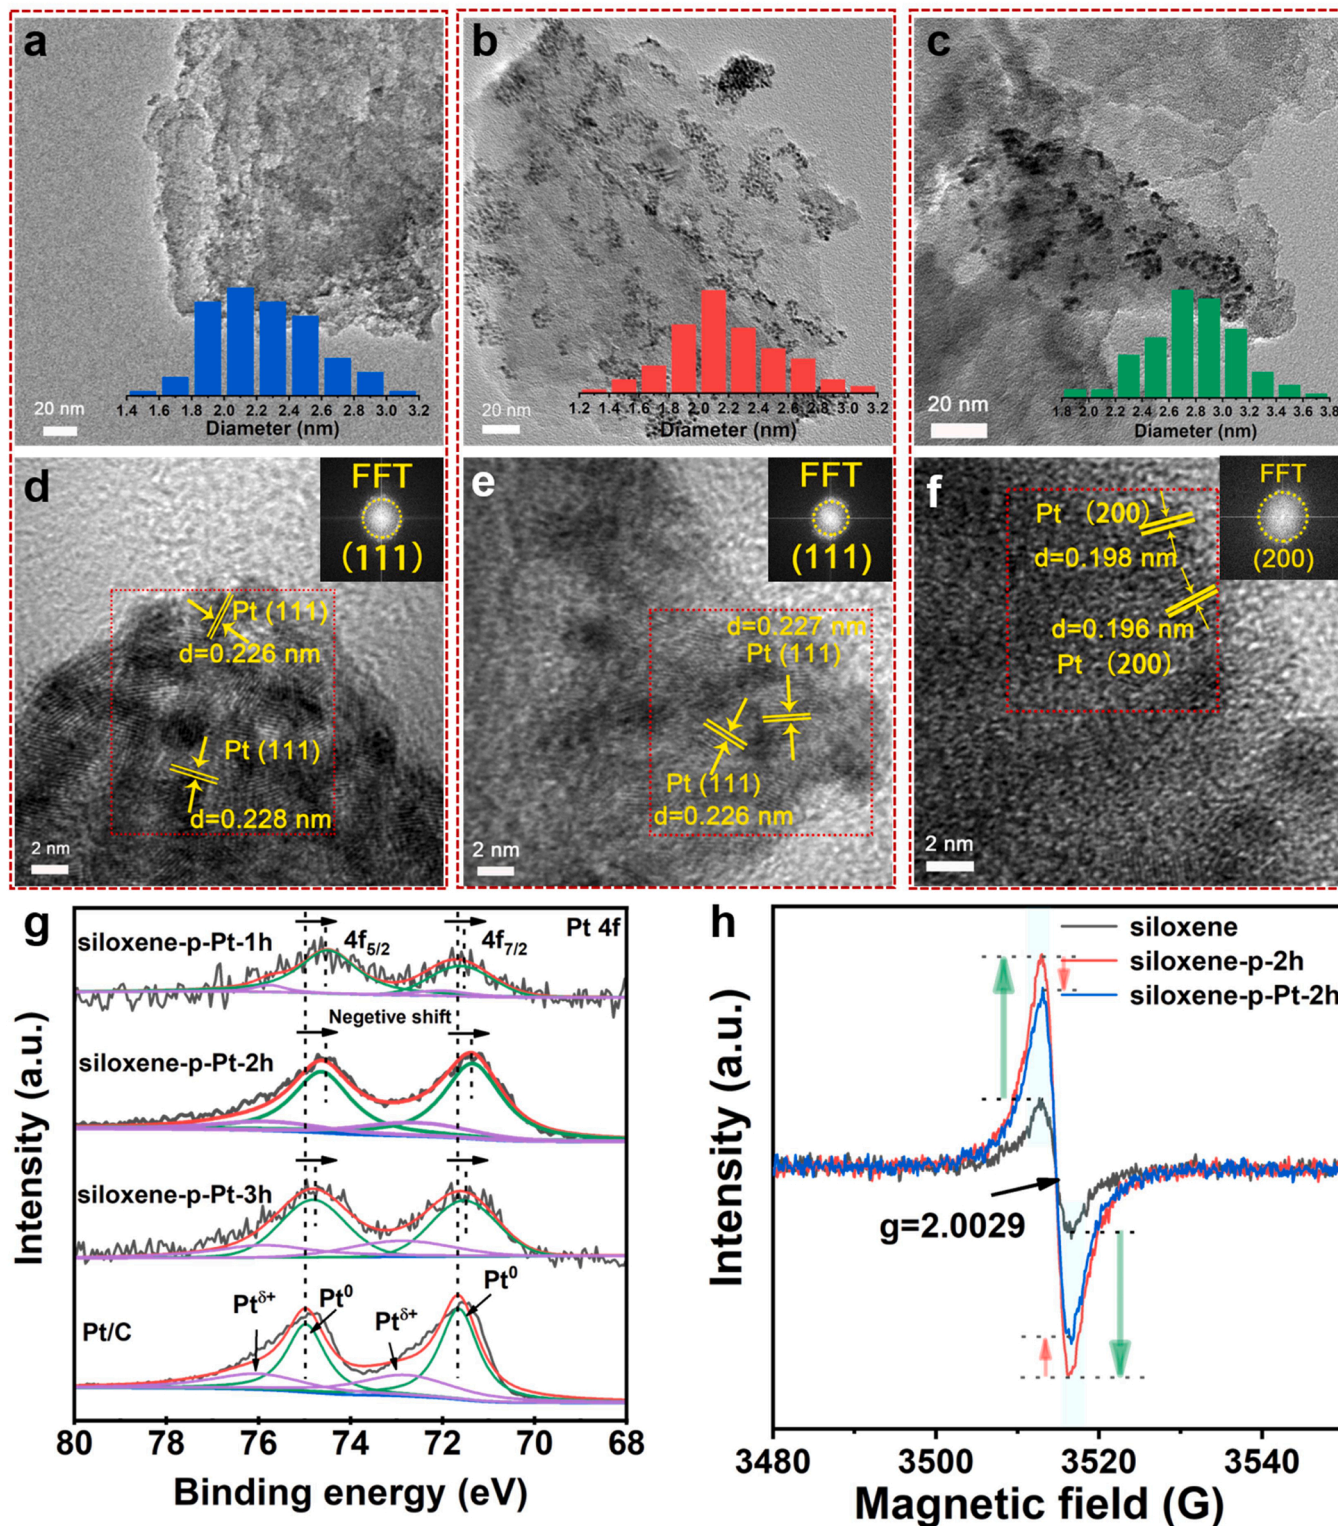 a
20 nm
1.4 1.6 1.8 2.0 2.2 2.4 2.6 2.8 3.0 3.2
Diameter (nm)
b
20 nm
1.2 1.4 1.6 1.8 2.0 2.2 2.4 2.6 2.8 3.0 3.2
Diameter (nm)
c
20 nm
1.8 2.0 2.2 2.4 2.6 2.8 3.0 3.2 3.4 3.6 3.8
Diameter (nm)
d
FFT
(111)
Pt (111)
d=0.226 nm
Pt (111)
d=0.228 nm
2 nm
e
FFT
(111)
d=0.227 nm
Pt (111)
Pt (111)
d=0.226 nm
2 nm
f
FFT
(200)
Pt (200)
d=0.198 nm
d=0.196 nm
Pt (200)
2 nm
g
Pt 4f
siloxene-p-Pt-1h
4f5/2
4f7/2
Negetive shift
siloxene-p-Pt-2h
siloxene-p-Pt-3h
Pt/C
Ptδ+
Pt0
Ptδ+
Pt0
Intensity (a.u.)
80 78 76 74 72 70 68
Binding energy (eV)
h
siloxene
siloxene-p-2h
siloxene-p-Pt-2h
g=2.0029
Intensity (a.u.)
3480 3500 3520 3540
Magnetic field (G)